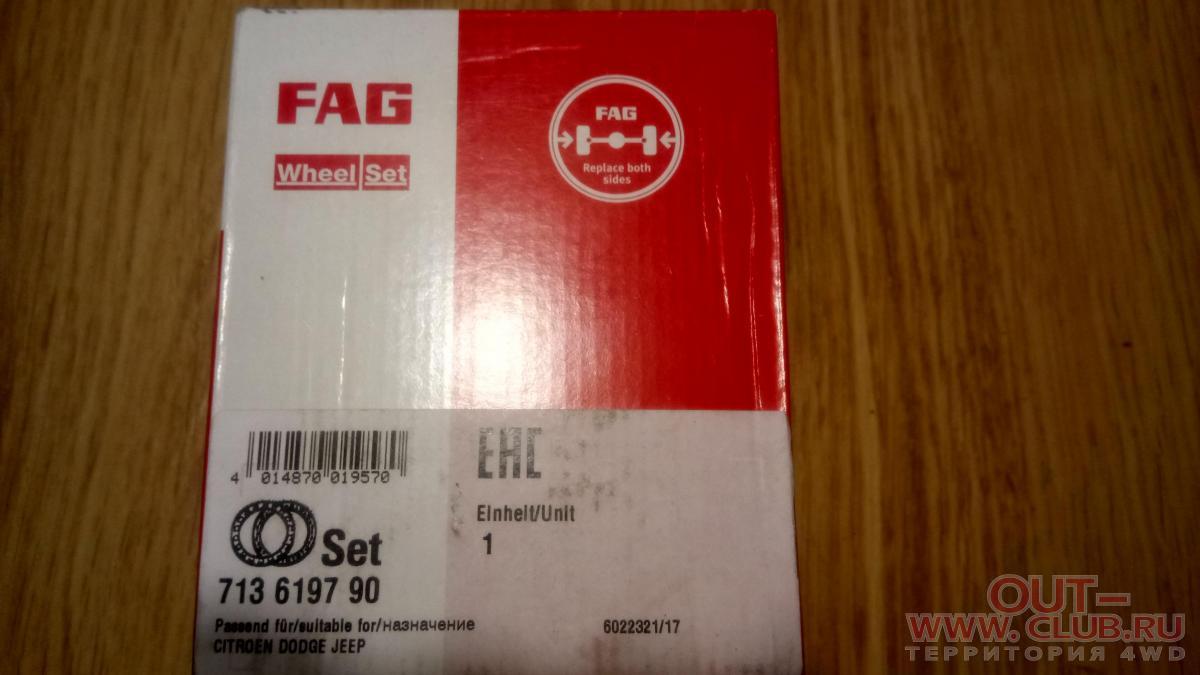 FAG
Wheel Set
FAG
Replace both
sides
4 014870 019570
EAC
Einheit/Unit
1
Set
713 6197 90
Passend für/suitable for/назначение
CITROEN DODGE JEEP
6022321/17
OUT-
WWW.CLUB.RU
ТЕРРИТОРИЯ 4WD